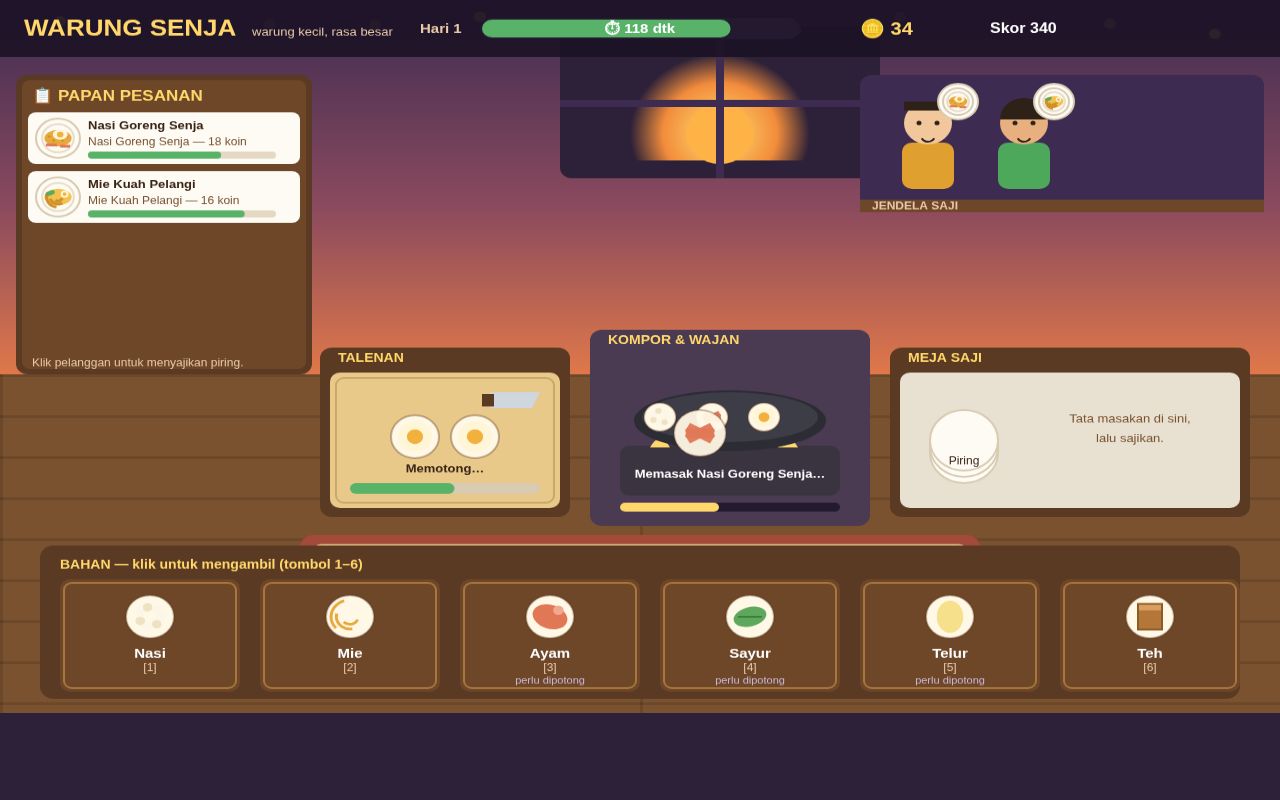 WARUNG SENJA
warung kecil, rasa besar
Hari 1
118 dtk
34
Skor 340
PAPAN PESANAN
Nasi Goreng Senja
Nasi Goreng Senja — 18 koin
Mie Kuah Pelangi
Mie Kuah Pelangi — 16 koin
Klik pelanggan untuk menyajikan piring.
JENDELA SAJI
TALENAN
Memotong…
KOMPOR & WAJAN
Memasak Nasi Goreng Senja…
MEJA SAJI
Piring
Tata masakan di sini,
lalu sajikan.
BAHAN — klik untuk mengambil (tombol 1–6)
Nasi
[1]
Mie
[2]
Ayam
[3]
perlu dipotong
Sayur
[4]
perlu dipotong
Telur
[5]
perlu dipotong
Teh
[6]